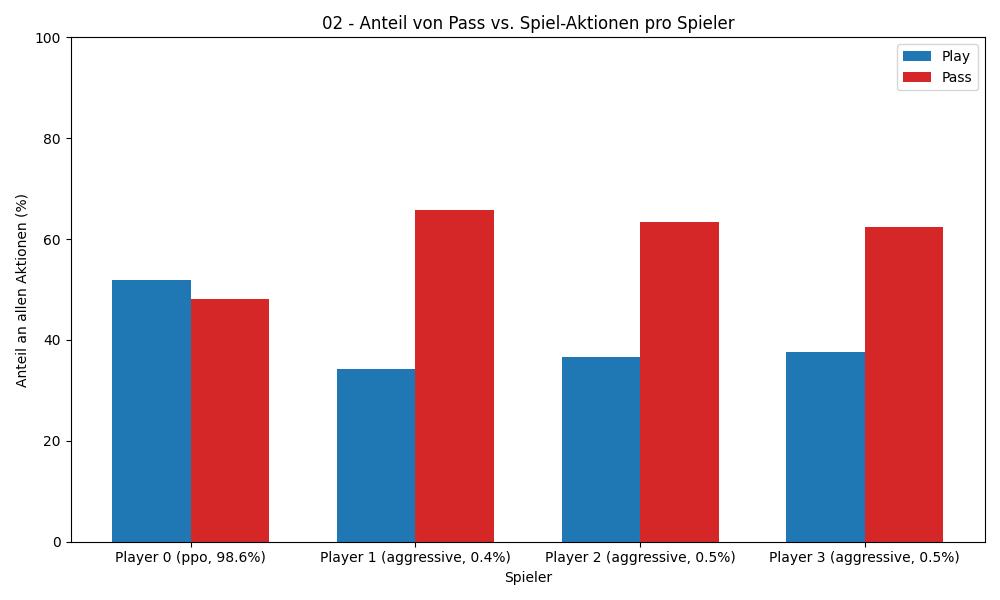 02 - Anteil von Pass vs. Spiel-Aktionen pro Spieler
Anteil an allen Aktionen (%)
100
80
60
40
20
0
Play
Pass
Player 0 (ppo, 98.6%)
Player 1 (aggressive, 0.4%)
Player 2 (aggressive, 0.5%)
Player 3 (aggressive, 0.5%)
Spieler